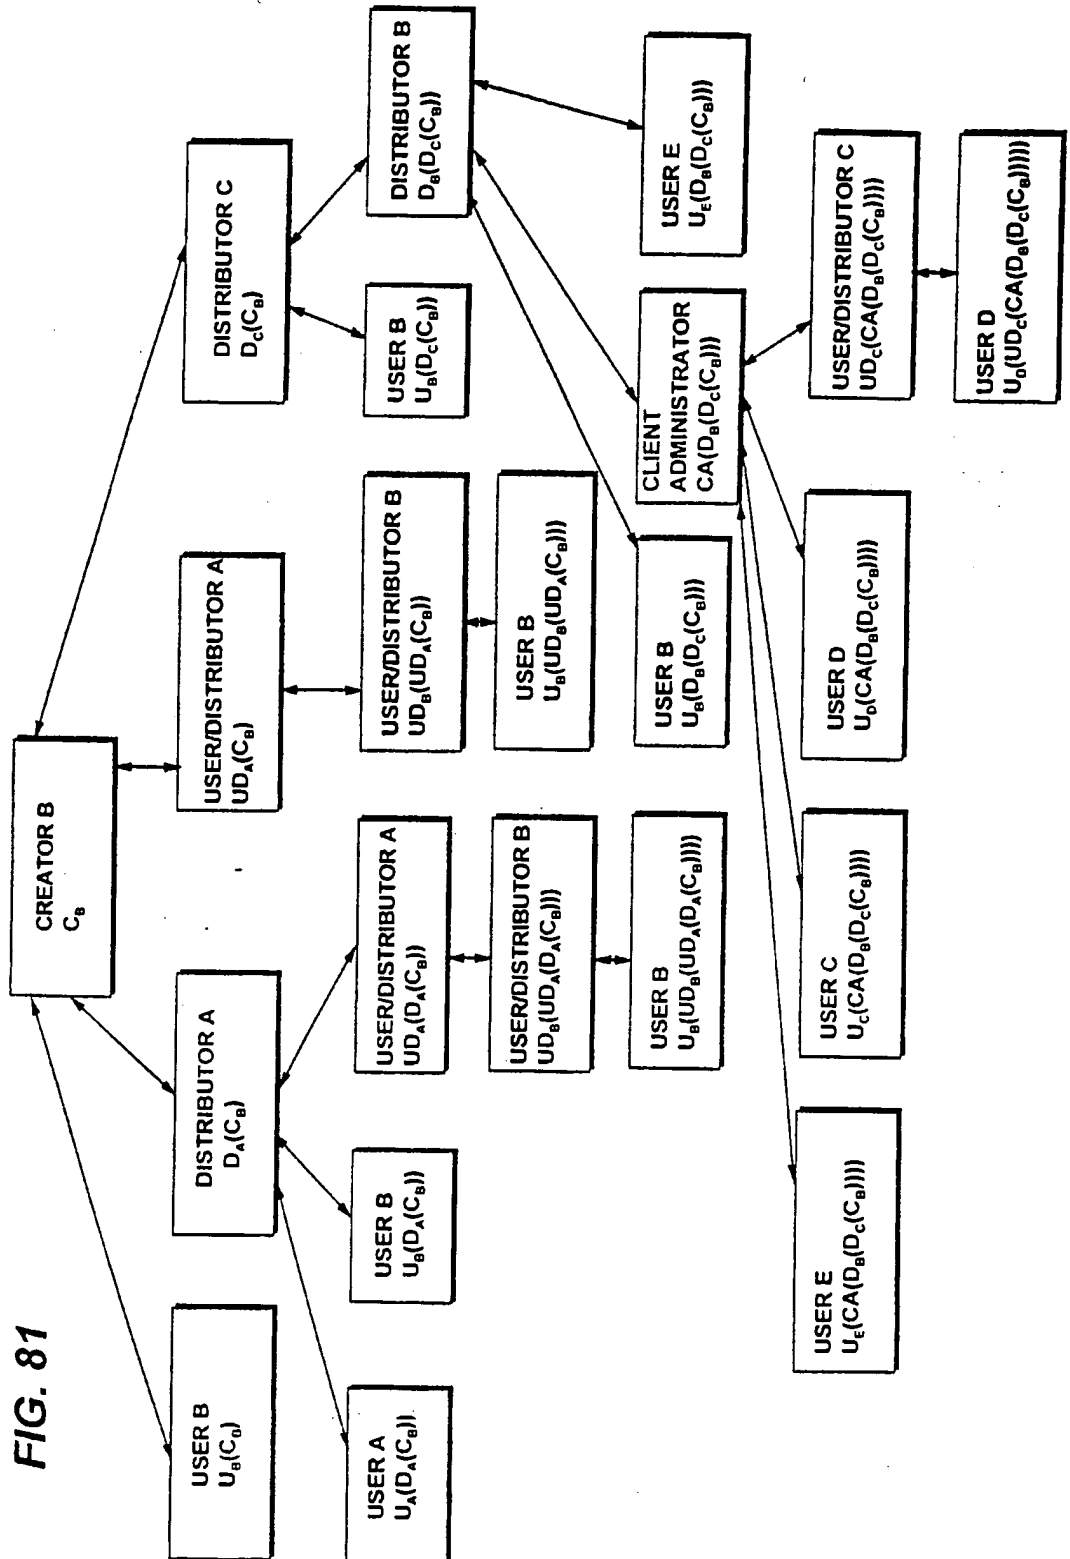 FIG. 81
CREATOR B
C_B
USER B
U_B(C_B)
DISTRIBUTOR A
D_A(C_B)
USER/DISTRIBUTOR A
UD_A(C_B)
DISTRIBUTOR C
D_C(C_B)
USER A
U_A(D_A(C_B))
USER B
U_B(D_A(C_B))
USER/DISTRIBUTOR A
UD_A(D_A(C_B))
USER/DISTRIBUTOR B
UD_B(UD_A(C_B))
USER B
U_B(D_C(C_B))
DISTRIBUTOR B
D_B(D_C(C_B))
USER/DISTRIBUTOR B
UD_B(UD_A(D_A(C_B)))
USER B
U_B(UD_B(UD_A(C_B)))
USER B
U_B(UD_B(UD_A(D_A(C_B))))
USER B
U_B(D_B(D_C(C_B)))
CLIENT
ADMINISTRATOR
CA(D_B(D_C(C_B)))
USER E
U_E(D_B(D_C(C_B)))
USER E
U_E(CA(D_B(D_C(C_B))))
USER C
U_C(CA(D_B(D_C(C_B))))
USER D
U_D(CA(D_B(D_C(C_B))))
USER/DISTRIBUTOR C
UD_C(CA(D_B(D_C(C_B))))
USER D
U_D(UD_C(CA(D_B(D_C(C_B)))))